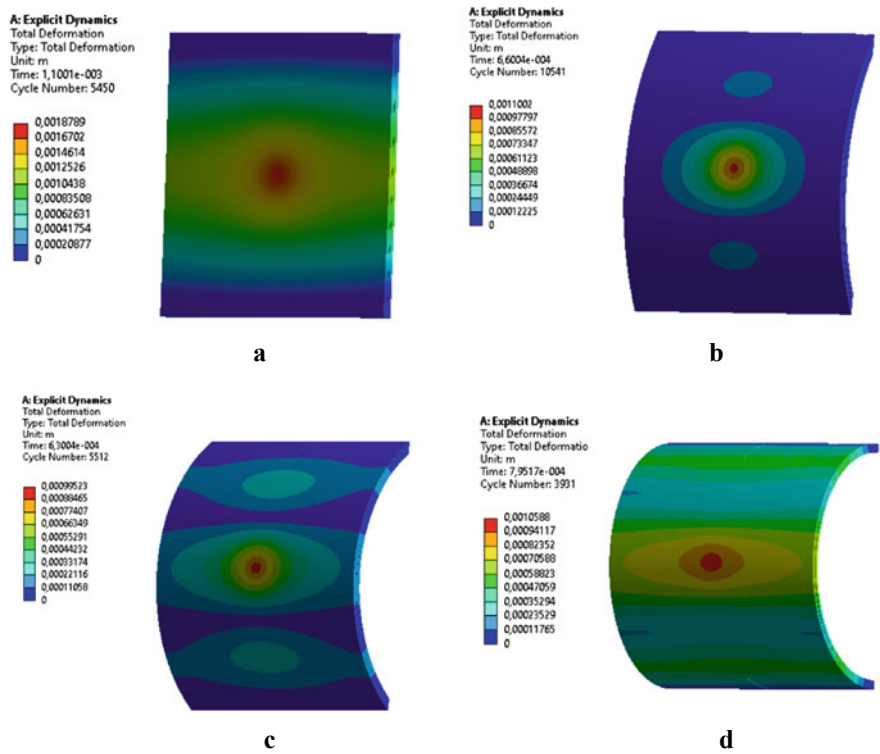 A: Explicit Dynamics
Total Deformation
Type: Total Deformation
Unit: m
Time: 1,1001e-003
Cycle Number: 5450
0,0018789
0,0016702
0,0014614
0,0012526
0,0010438
0,00083508
0,00062631
0,00041754
0,00020877
0
a
A: Explicit Dynamics
Total Deformation
Type: Total Deformation
Unit: m
Time: 6,6004e-004
Cycle Number: 10541
0,0011002
0,00097797
0,00085572
0,00073347
0,00061123
0,00048898
0,00036674
0,00024449
0,00012225
0
b
A: Explicit Dynamics
Total Deformation
Type: Total Deformation
Unit: m
Time: 6,3004e-004
Cycle Number: 5512
0,00099523
0,00088465
0,00077407
0,00066349
0,00055291
0,00044232
0,00033174
0,00022116
0,00011058
0
c
A: Explicit Dynamics
Total Deformation
Type: Total Deformatio
Unit: m
Time: 7,9517e-004
Cycle Number: 3931
0,0010588
0,00094117
0,00082352
0,00070588
0,00058823
0,00047059
0,00035294
0,00023529
0,00011765
0
d